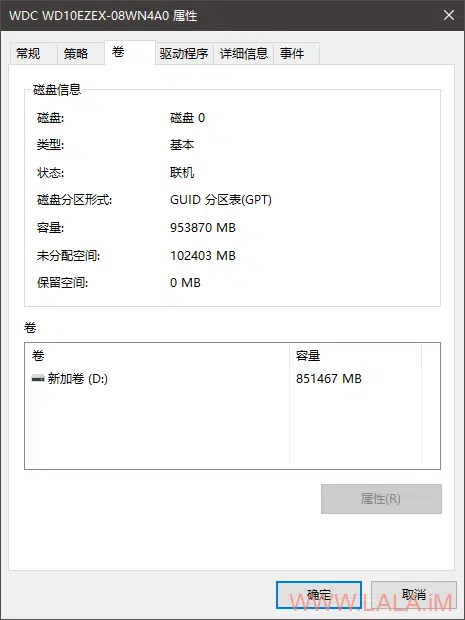 WDC WD10EZEX-08WN4A0 属性
常规 策略 卷 驱动程序 详细信息 事件
磁盘信息
磁盘: 磁盘 0
类型: 基本
状态: 联机
磁盘分区形式: GUID 分区表(GPT)
容量: 953870 MB
未分配空间: 102403 MB
保留空间: 0 MB
卷
卷 容量
新加卷 (D:) 851467 MB
属性(R)
确定 取消
WWW.LALA.iM